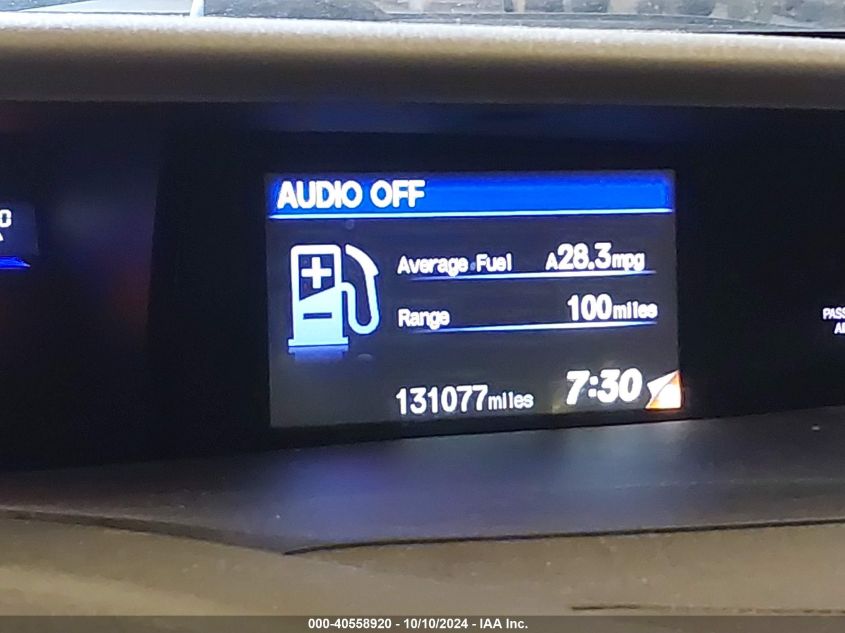 AUDIO OFF
Average Fuel A28.3mpg
Range 100miles
131077miles 7:30
000-40558920 - 10/10/2024 - IAA Inc.